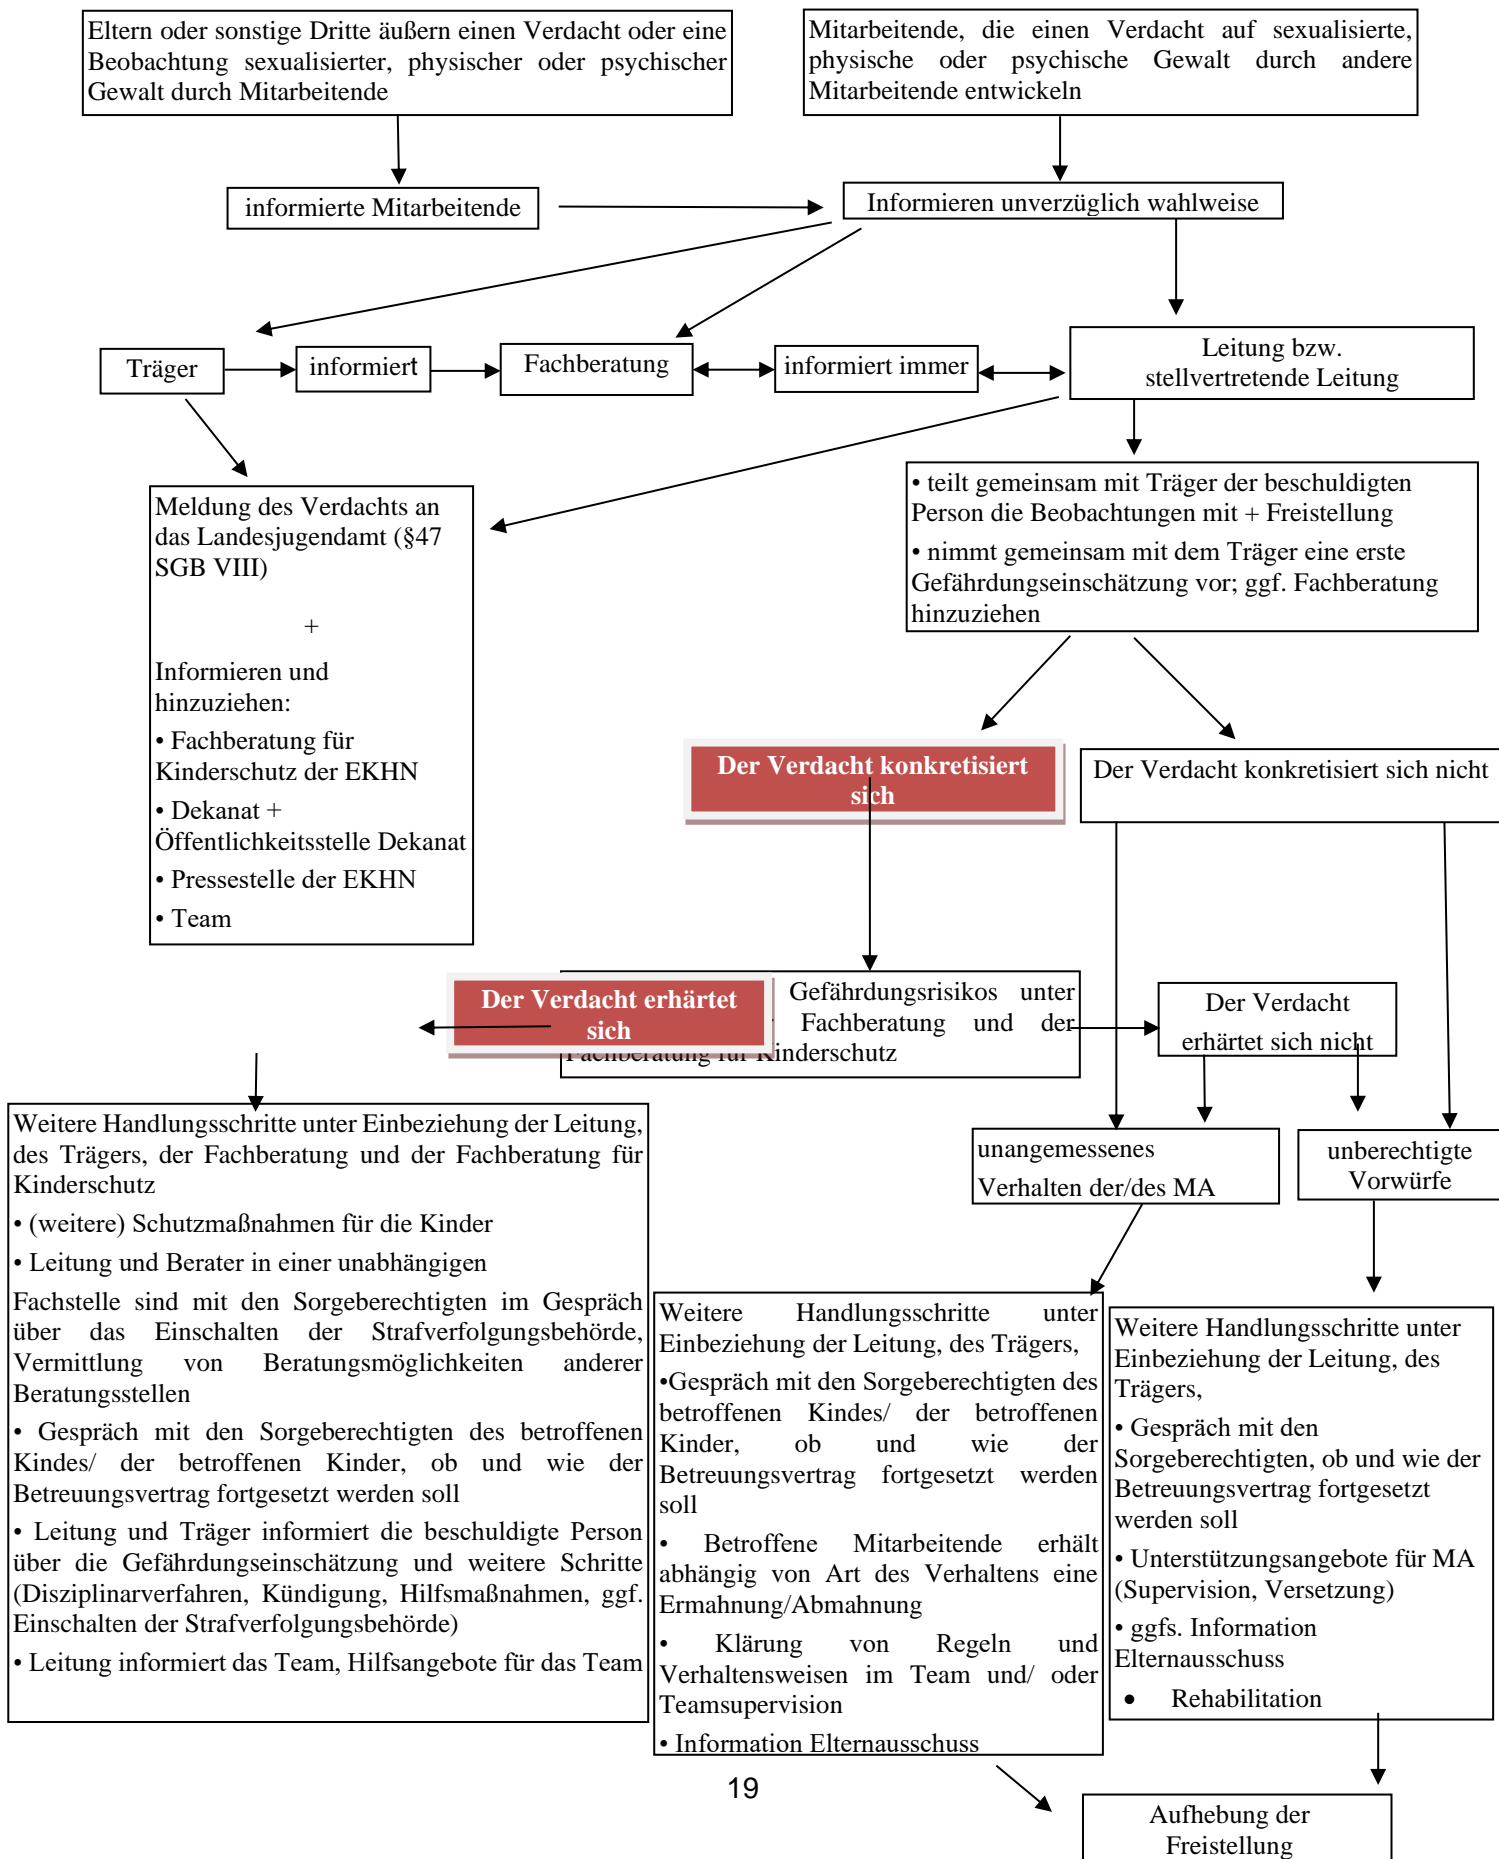 Eltern oder sonstige Dritte äußern einen Verdacht oder eine
Beobachtung sexualisierter, physischer oder psychischer
Gewalt durch Mitarbeitende
Mitarbeitende, die einen Verdacht auf sexualisierte,
physische oder psychische Gewalt durch andere
Mitarbeitende entwickeln
informierte Mitarbeitende
Informieren unverzüglich wahlweise
Träger
informiert
Fachberatung
informiert immer
Leitung bzw.
stellvertretende Leitung
Meldung des Verdachts an
das Landesjugendamt (§47
SGB VIII)
+
Informieren und
hinzuziehen:
• Fachberatung für
Kinderschutz der EKHN
• Dekanat +
Öffentlichkeitsstelle Dekanat
• Pressestelle der EKHN
• Team
• teilt gemeinsam mit Träger der beschuldigten
Person die Beobachtungen mit + Freistellung
• nimmt gemeinsam mit dem Träger eine erste
Gefährdungseinschätzung vor; ggf. Fachberatung
hinzuziehen
Der Verdacht konkretisiert
sich
Der Verdacht konkretisiert sich nicht
Der Verdacht erhärtet
sich
Gefährdungsrisikos unter
Fachberatung und der
Fachberatung für Kinderschutz
Der Verdacht
erhärtet sich nicht
unangemessenes
Verhalten der/des MA
unberechtigte
Vorwürfe
Weitere Handlungsschritte unter Einbeziehung der Leitung,
des Trägers, der Fachberatung und der Fachberatung für
Kinderschutz
• (weitere) Schutzmaßnahmen für die Kinder
• Leitung und Berater in einer unabhängigen
Fachstelle sind mit den Sorgeberechtigten im Gespräch
über das Einschalten der Strafverfolgungsbehörde,
Vermittlung von Beratungsmöglichkeiten anderer
Beratungsstellen
• Gespräch mit den Sorgeberechtigten des betroffenen
Kindes/ der betroffenen Kinder, ob und wie der
Betreuungsvertrag fortgesetzt werden soll
• Leitung und Träger informiert die beschuldigte Person
über die Gefährdungseinschätzung und weitere Schritte
(Disziplinarverfahren, Kündigung, Hilfsmaßnahmen, ggf.
Einschalten der Strafverfolgungsbehörde)
• Leitung informiert das Team, Hilfsangebote für das Team
Weitere Handlungsschritte unter
Einbeziehung der Leitung, des Trägers,
•Gespräch mit den Sorgeberechtigten des
betroffenen Kindes/ der betroffenen
Kinder, ob und wie der
Betreuungsvertrag fortgesetzt werden
soll
• Betroffene Mitarbeitende erhält
abhängig von Art des Verhaltens eine
Ermahnung/Abmahnung
• Klärung von Regeln und
Verhaltensweisen im Team und/ oder
Teamsupervision
• Information Elternausschuss
Weitere Handlungsschritte unter
Einbeziehung der Leitung, des
Trägers,
• Gespräch mit den
Sorgeberechtigten, ob und wie der
Betreuungsvertrag fortgesetzt
werden soll
• Unterstützungsangebote für MA
(Supervision, Versetzung)
• ggfs. Information
Elternausschuss
• Rehabilitation
19
Aufhebung der
Freistellung